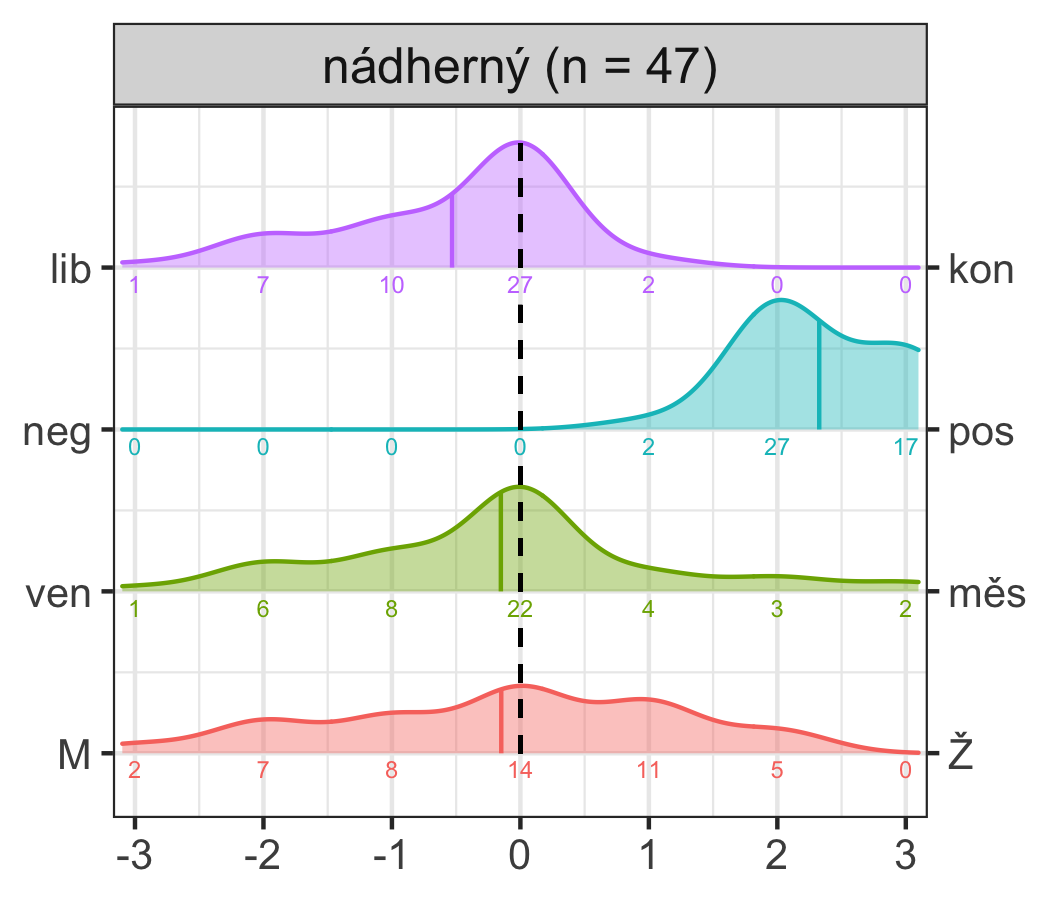 nádherný (n = 47)
lib kon
1 7 10 27 2 0 0
neg pos
0 0 0 0 2 27 17
ven měs
1 6 8 22 4 3 2
M Ž
2 7 8 14 11 5 0
-3 -2 -1 0 1 2 3